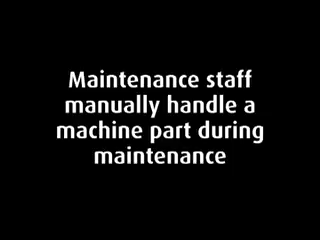 Maintenance staff
manually handle a
machine part during
maintenance